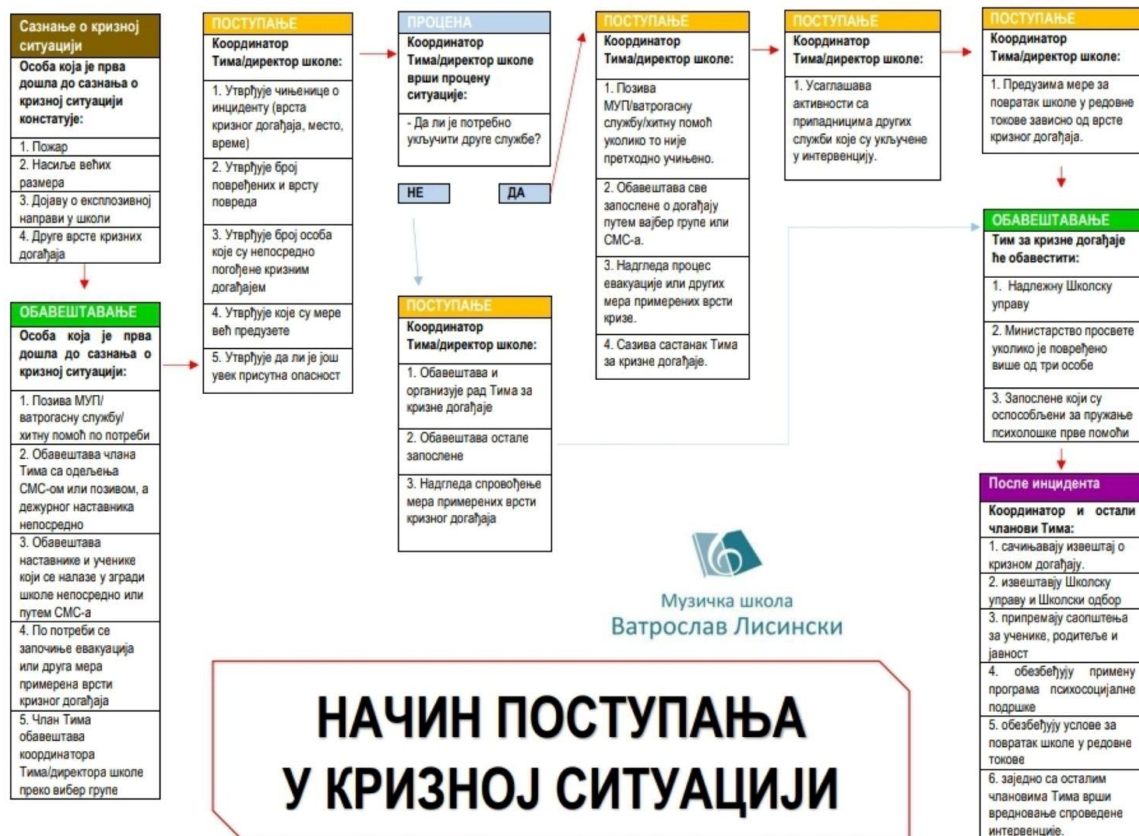 Сазнање о кризној
ситуацији
Особа која је прва
дошла до сазнања о
кризној ситуацији
констатује:
1. Пожар
2. Насиље већих
размера
3. Дојаву о експлозивној
направи у школи
4. Друге врсте кризних
догађаја
ОБАВЕШТАВАЊЕ
Особа која је прва
дошла до сазнања о
кризној ситуацији:
1. Позива МУП/
ватрогасну службу/
хитну помоћ по потреби
2. Обавештава члана
Тима са одељења
СМС-ом или позивом, а
дежурног наставника
непосредно
3. Обавештава
наставнике и ученике
који се налазе у згради
школе непосредно или
путем СМС-а
4. По потреби се
започиње евакуација
или друга мера
примерена врсти
кризног догађаја
5. Члан Тима
обавештава
координатора
Тима/директора школе
преко вибер групе
ПОСТУПАЊЕ
Координатор
Тима/директор школе:
1. Утврђује чињенице о
инциденту (врста
кризног догађаја, место,
време)
2. Утврђује број
повређених и врсту
повреда
3. Утврђује број особа
које су непосредно
погођене кризним
догађајем
4. Утврђује које су мере
већ предузете
5. Утврђује да ли је још
увек присутна опасност
ПРОЦЕНА
Координатор
Тима/директор школе
врши процену
ситуације:
- Да ли је потребно
укључити друге службе?
НЕ
ДА
ПОСТУПАЊЕ
Координатор
Тима/директор школе:
1. Обавештава и
организује рад Тима за
кризне догађаје
2. Обавештава остале
запослене
3. Надгледа спровођење
мера примерених врсти
кризног догађаја
ПОСТУПАЊЕ
Координатор
Тима/директор школе:
1. Позива
МУП/ватрогасну
службу/хитну помоћ
уколико то није
претходно учињено.
2. Обавештава све
запослене о догађају
путем вајбер групе или
СМС-а.
3. Надгледа процес
евакуације или других
мера примерених врсти
кризе.
4. Сазива састанак Тима
за кризне догађаје.
ПОСТУПАЊЕ
Координатор
Тима/директор школе:
1. Усаглашава
активности са
припадницима других
служби које су укључене
у интервенцију.
ПОСТУПАЊЕ
Координатор
Тима/директор школе:
1. Предузима мере за
повратак школе у редовне
токове зависно од врсте
кризног догађаја.
ОБАВЕШТАВАЊЕ
Тим за кризне догађаје
ће обавестити:
1. Надлежну Школску
управу
2. Министарство просвете
уколико је повређено
више од три особе
3. Запослене који су
оспособљени за пружање
психолошке прве помоћи
После инцидента
Координатор и остали
чланови Тима:
1. сачињавају извештај о
кризном догађају.
2. извештавју Школску
управу и Школски одбор
3. припремају саопштења
за ученике, родитеље и
јавност
4. обезбеђују примену
програма психосоцијалне
подршке
5. обезбеђују услове за
повратак школе у редовне
токове
6. заједно са осталим
члановима Тима врши
вредновање спроведене
интервенције.
Музичка школа
Ватрослав Лисински
НАЧИН ПОСТУПАЊА
У КРИЗНОЈ СИТУАЦИЈИ